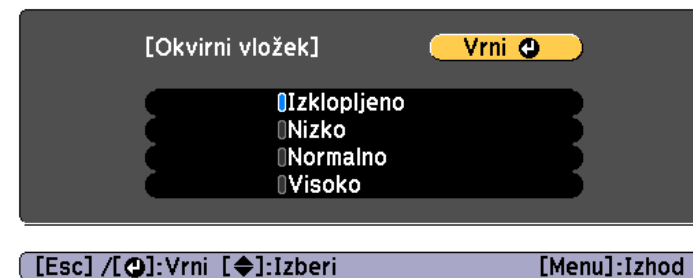 [Okvirni vložek] Vrni
Izklopljeno
Nizko
Normalno
Visoko
[Esc] /[ ]:Vrni [ ]:Izberi [Menu]:Izhod